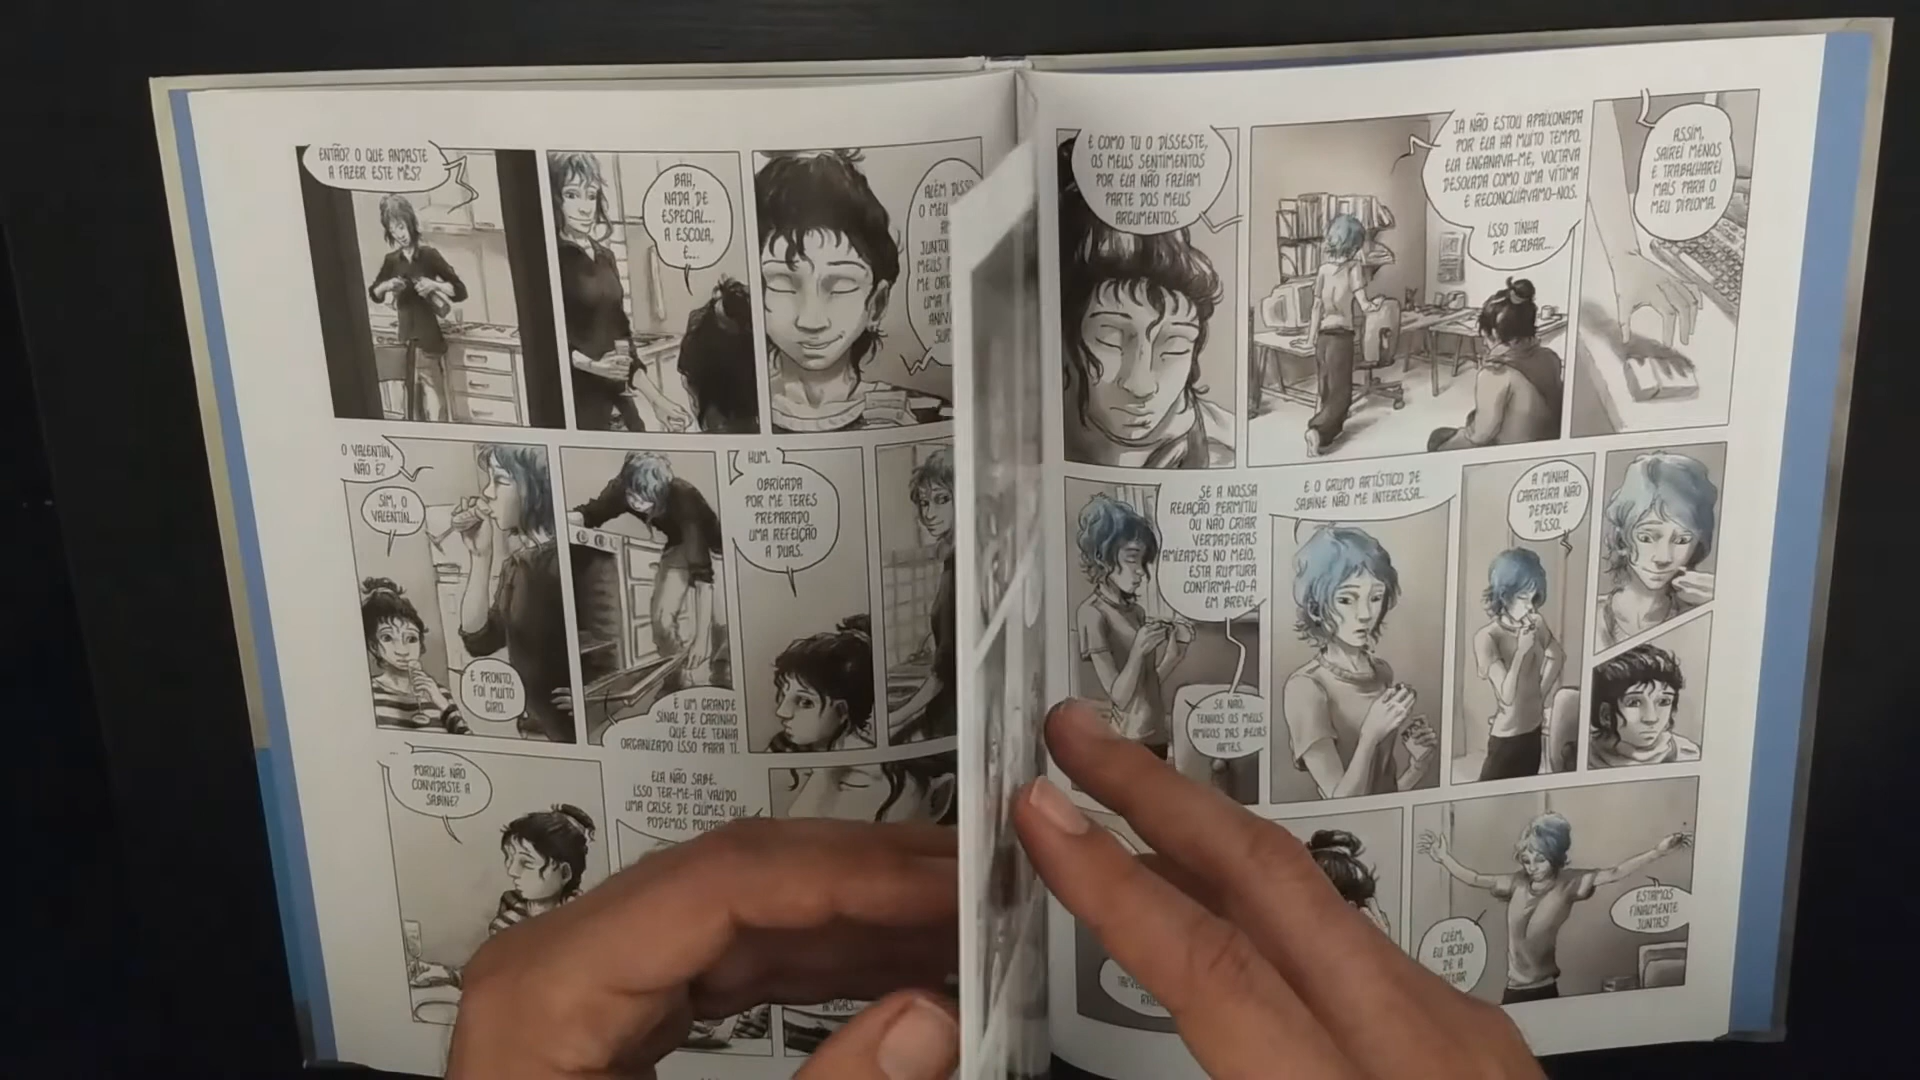 ENTÃO? O QUE ANDASTE
A FAZER ESTE MÊS?
BAH,
NADA DE
ESPECIAL...
A ESCOLA,
E...
ALÉM DISSO
O MEU
JUNTO
MEUS
UMA
O VALENTIN,
NÃO É?
SIM, O
VALENTIN...
E PRONTO,
FOI MUITO
GIRO.
É UM GRANDE
SINAL DE CARINHO
QUE ELE TENHA
ORGANIZADO ISSO PARA TI.
HUM.
OBRIGADA
POR ME TERES
PREPARADO
UMA REFEIÇÃO
A DUAS.
...
PORQUE NÃO
CONVIDASTE A
SABINE?
ELA NÃO SABE.
ISSO TER-ME-IA VALIDO
UMA CRISE DE CIÚMES QUE
PODEMOS
E COMO TU O DISSESTE,
OS MEUS SENTIMENTOS
POR ELA NÃO FAZIAM
PARTE DOS MEUS
ARGUMENTOS.
JÁ NÃO ESTOU APAIXONADA
POR ELA HÁ MUITO TEMPO.
ELA ENGANAVA-ME, VOLTAVA
DESOLADA COMO UMA VÍTIMA
E RECONCILIÁVAMO-NOS.
ISSO TINHA
DE ACABAR...
ASSIM,
SAIREI MENOS
E TRABALHAREI
MAIS PARA O
MEU DIPLOMA.
SE A NOSSA
RELAÇÃO PERMITIU
OU NÃO CRIAR
VERDADEIRAS
AMIZADES NO MEIO,
ESTA RUPTURA
CONFIRMÁ-LO-Á
EM BREVE.
SE NÃO,
TENHO OS MEUS
AMIGOS DAS BELAS
ARTES.
E O GRUPO ARTÍSTICO DE
SABINE NÃO ME INTERESSA...
A MINHA
CARREIRA NÃO
DEPENDE
DISSO.
CLÉM,
EU ACABO
DE A
ESTAMOS
FINALMENTE
JUNTAS!